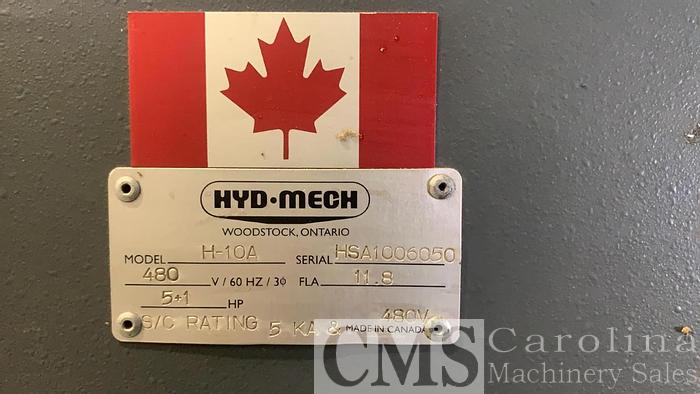 HYD·MECH
WOODSTOCK, ONTARIO
MODEL H-10A SERIAL HSA1006050
480 V / 60 HZ / 3Φ FLA 11.8
5+1 HP
S/C RATING 5 KA & 480V
MADE IN CANADA
CMS Carolina
Machinery Sales